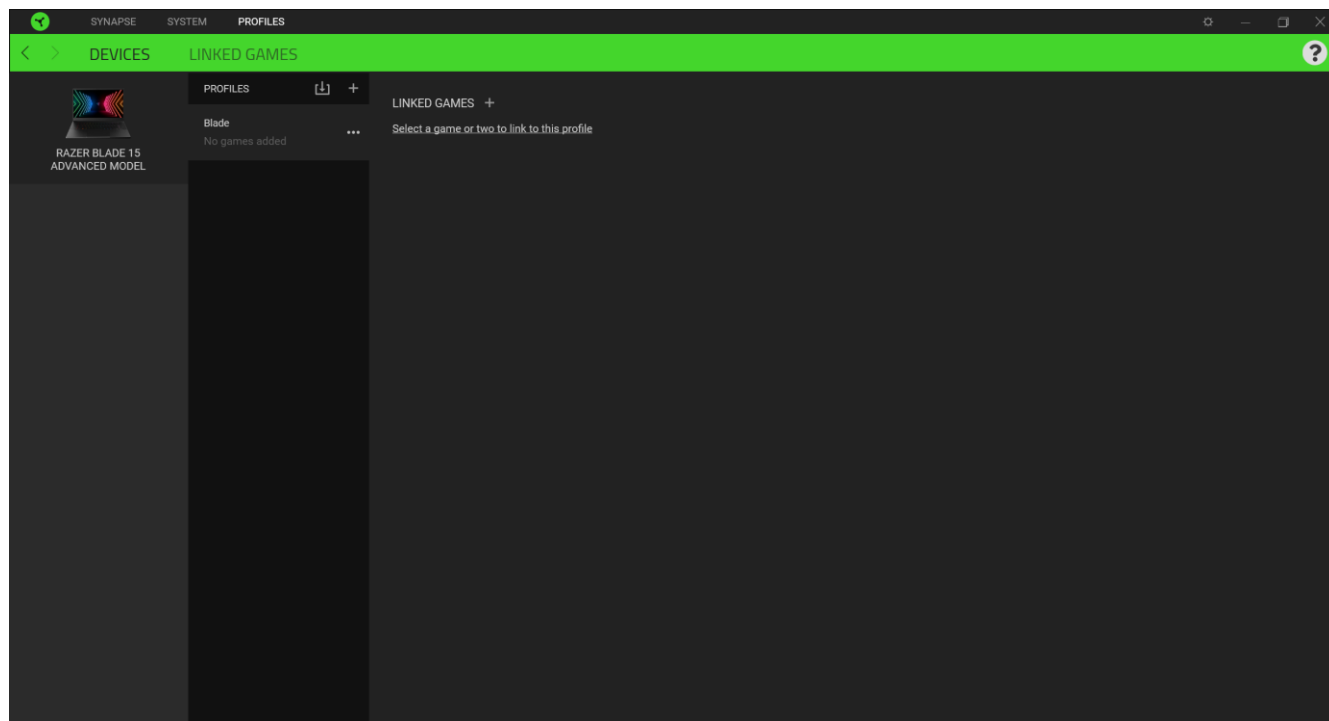 SYNAPSE SYSTEM PROFILES
DEVICES LINKED GAMES
?
RAZER BLADE 15
ADVANCED MODEL
PROFILES
Blade
No games added
LINKED GAMES
Select a game or two to link to this profile